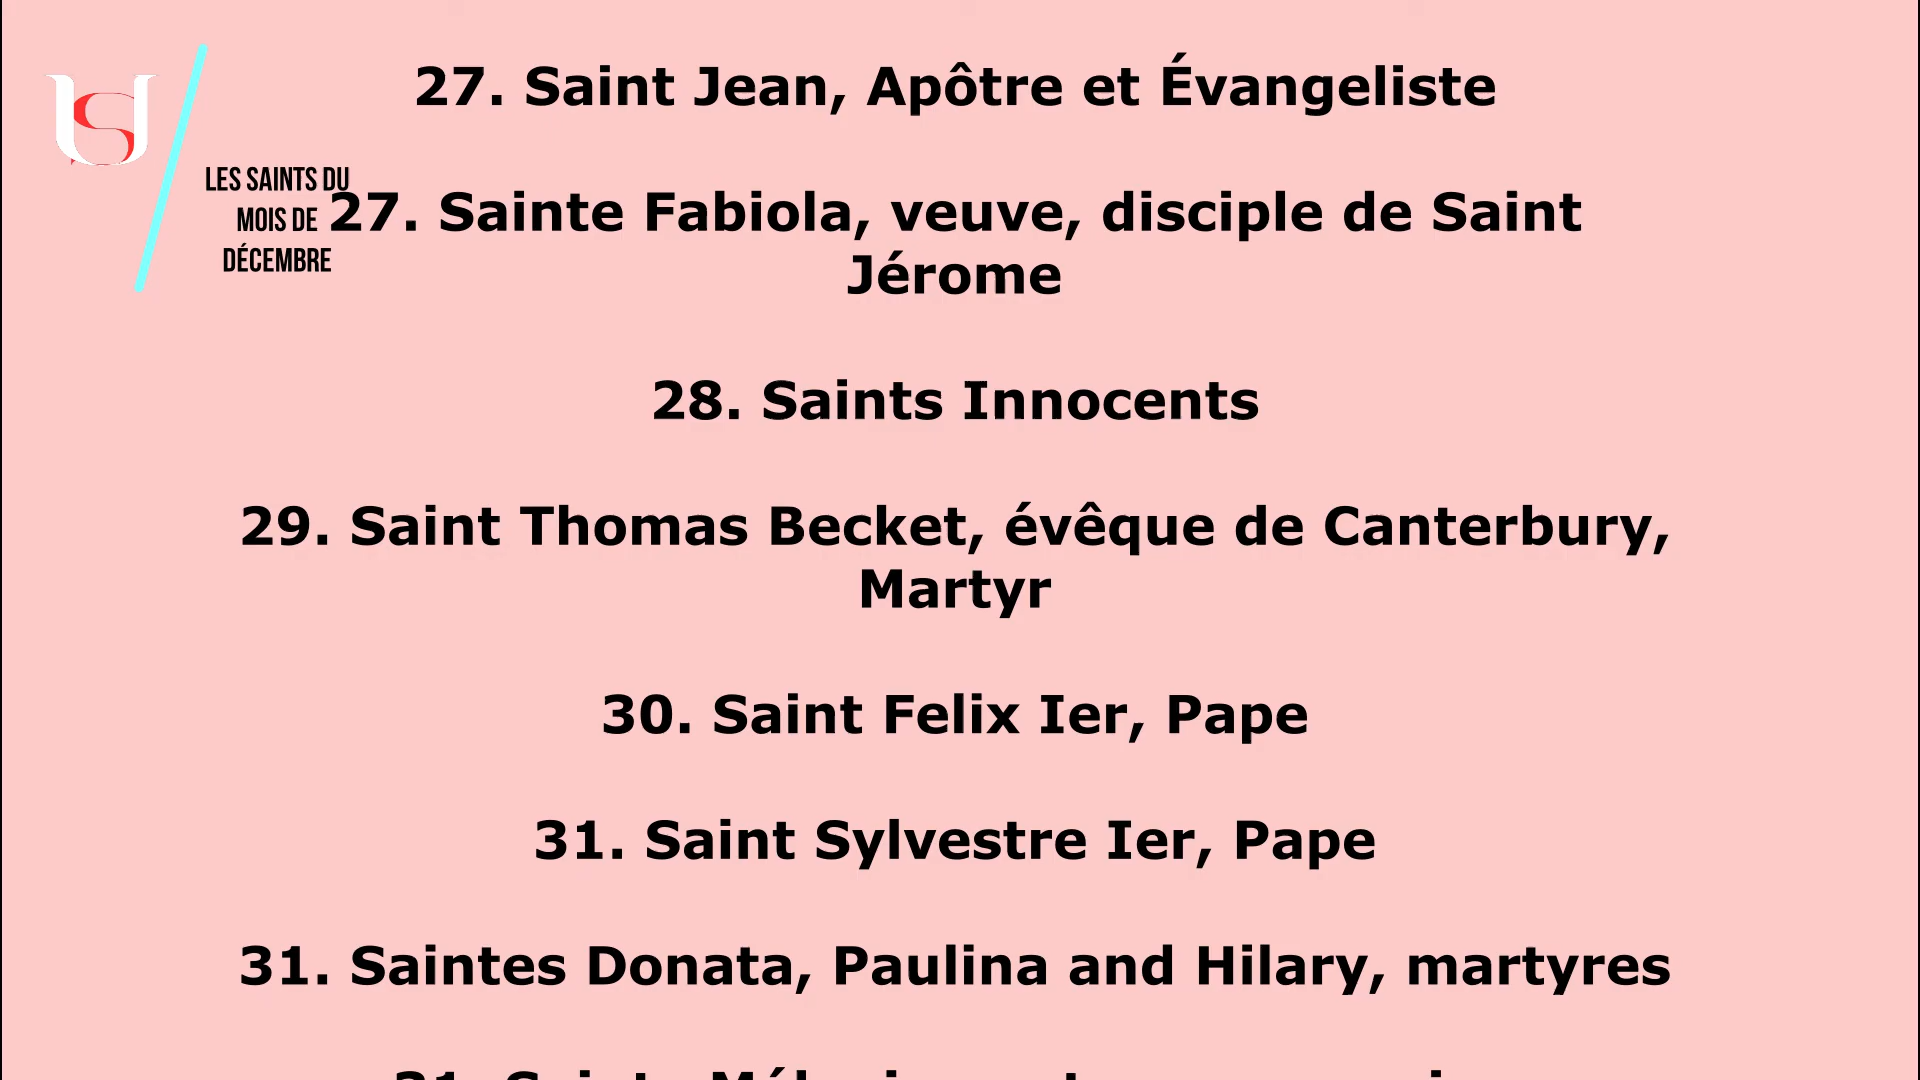 27. Saint Jean, Apôtre et Évangeliste
LES SAINTS DU
MOIS DE
DÉCEMBRE
27. Sainte Fabiola, veuve, disciple de Saint
Jérome
28. Saints Innocents
29. Saint Thomas Becket, évêque de Canterbury,
Martyr
30. Saint Felix Ier, Pape
31. Saint Sylvestre Ier, Pape
31. Saintes Donata, Paulina and Hilary, martyres